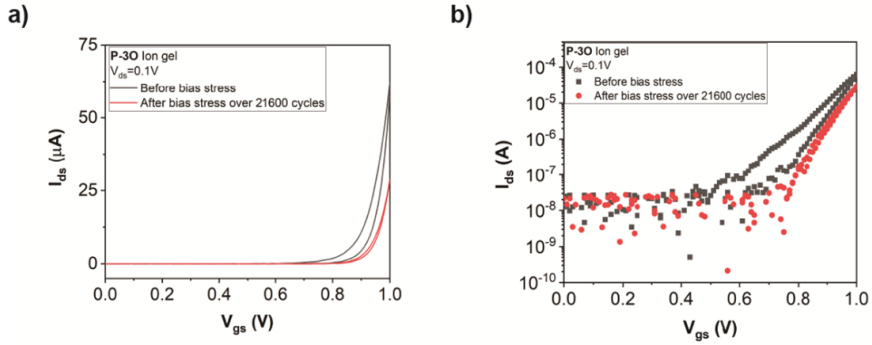 a)
75
50
25
0
I_ds (μA)
P-3O Ion gel
V_ds=0.1V
Before bias stress
After bias stress over 21600 cycles
0.0 0.2 0.4 0.6 0.8 1.0
V_gs (V)
b)
10^-4
10^-5
10^-6
10^-7
10^-8
10^-9
10^-10
I_ds (A)
P-3O Ion gel
V_ds=0.1V
Before bias stress
After bias stress over 21600 cycles
0.0 0.2 0.4 0.6 0.8 1.0
V_gs (V)